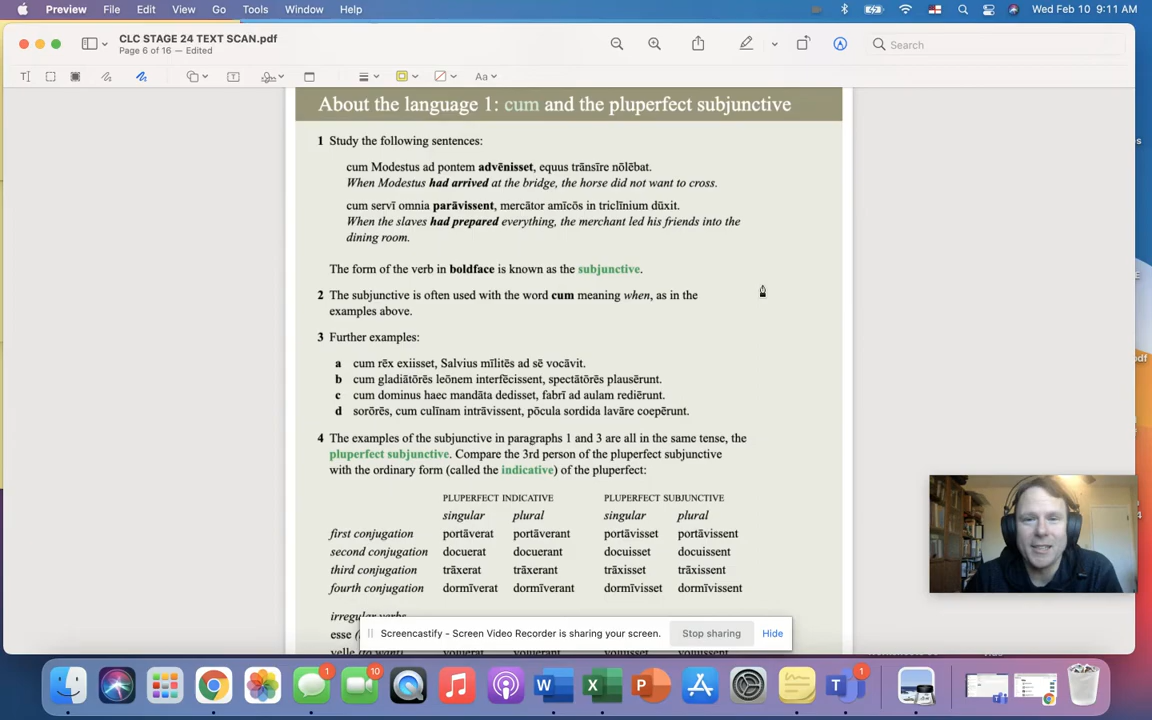 Preview File Edit View Go Tools Window Help Wed Feb 10 9:11 AM
CLC STAGE 24 TEXT SCAN.pdf
Page 6 of 16 — Edited
Search
Aa
About the language 1: cum and the pluperfect subjunctive
1 Study the following sentences:
cum Modestus ad pontem advēnisset, equus trānsīre nōlēbat.
When Modestus had arrived at the bridge, the horse did not want to cross.
cum servī omnia parāvissent, mercātor amīcōs in triclīnium dūxit.
When the slaves had prepared everything, the merchant led his friends into the
dining room.
The form of the verb in boldface is known as the subjunctive.
2 The subjunctive is often used with the word cum meaning when, as in the
examples above.
3 Further examples:
a cum rēx exiisset, Salvius mīlitēs ad sē vocāvit.
b cum gladiātōrēs leōnem interfēcissent, spectātōrēs plausērunt.
c cum dominus haec mandāta dedisset, fabrī ad aulam rediērunt.
d sorōrēs, cum culīnam intrāvissent, pōcula sordida lavāre coepērunt.
4 The examples of the subjunctive in paragraphs 1 and 3 are all in the same tense, the
pluperfect subjunctive. Compare the 3rd person of the pluperfect subjunctive
with the ordinary form (called the indicative) of the pluperfect:
PLUPERFECT INDICATIVE PLUPERFECT SUBJUNCTIVE
singular plural singular plural
first conjugation portāverat portāverant portāvisset portāvissent
second conjugation docuerat docuerant docuisset docuissent
third conjugation trāxerat trāxerant trāxisset trāxissent
fourth conjugation dormīverat dormīverant dormīvisset dormīvissent
irregular verbs
esse
Screencastify - Screen Video Recorder is sharing your screen. Stop sharing Hide
velle
1
10
W
X
P
T
1